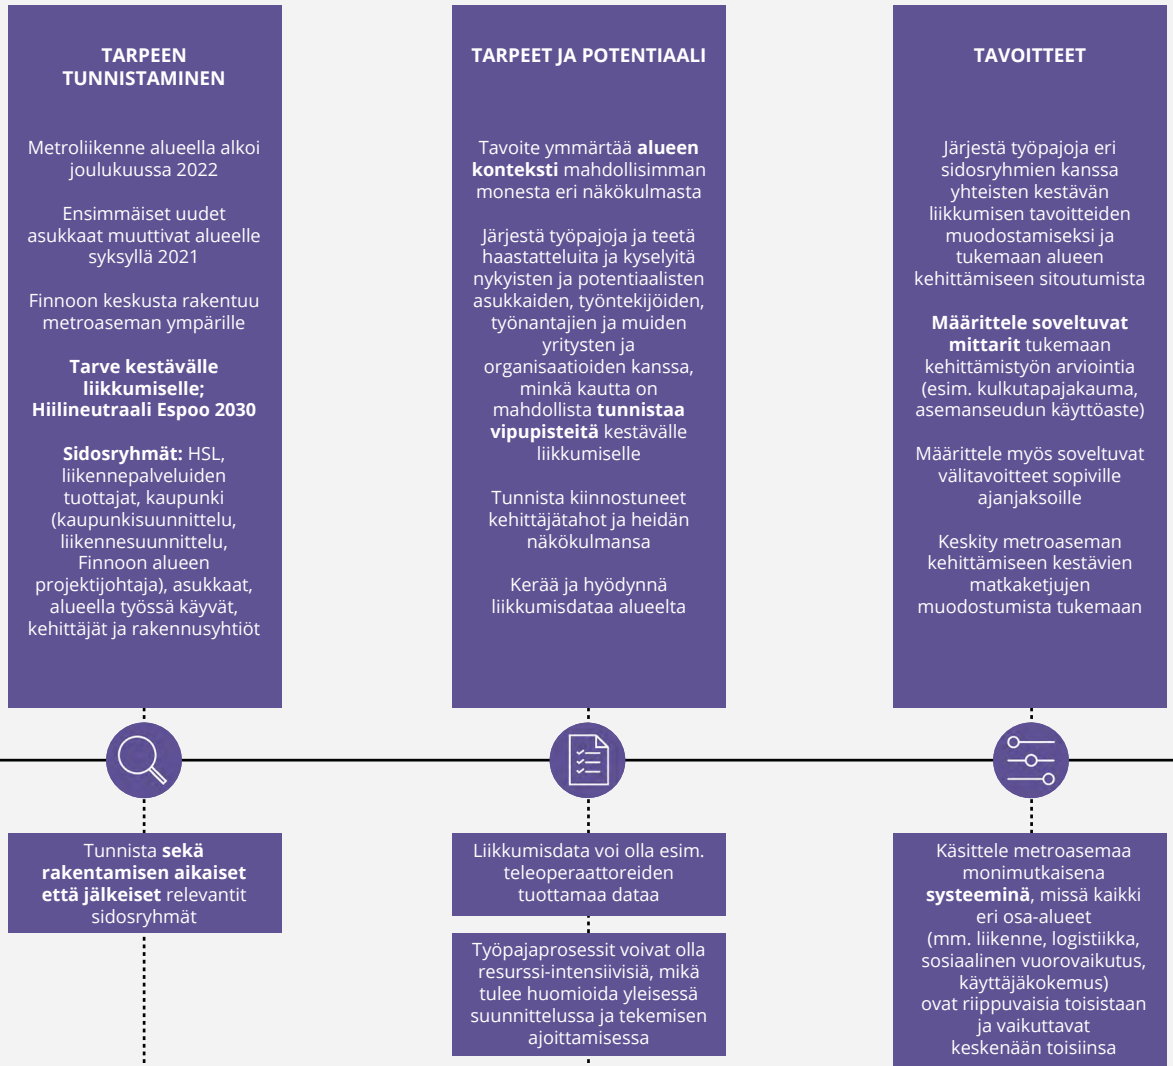 TARPEEN
TUNNISTAMINEN
Metroliikenne alueella alkoi
joulukuussa 2022
Ensimmäiset uudet
asukkaat muuttivat alueelle
syksyllä 2021
Finnoon keskusta rakentuu
metroaseman ympärille
Tarve kestävälle
liikkumiselle;
Hiilineutraali Espoo 2030
Sidosryhmät: HSL,
liikennepalveluiden
tuottajat, kaupunki
(kaupunkisuunnittelu,
liikennesuunnittelu,
Finnoon alueen
projektijohtaja), asukkaat,
alueella työssä käyvät,
kehittäjät ja rakennusyhtiöt
Tunnista sekä
rakentamisen aikaiset
että jälkeiset relevantit
sidosryhmät
TARPEET JA POTENTIAALI
Tavoite ymmärtää alueen
konteksti mahdollisimman
monesta eri näkökulmasta
Järjestä työpajoja ja teetä
haastatteluita ja kyselyitä
nykyisten ja potentiaalisten
asukkaiden, työntekijöiden,
työnantajien ja muiden
yritysten ja
organisaatioiden kanssa,
minkä kautta on
mahdollista tunnistaa
vipupisteitä kestävälle
liikkumiselle
Tunnista kiinnostuneet
kehittäjätahot ja heidän
näkökulmansa
Kerää ja hyödynnä
liikkumisdataa alueelta
Liikkumisdata voi olla esim.
teleoperaattoreiden
tuottamaa dataa
Työpajaprosessit voivat olla
resurssi-intensiivisiä, mikä
tulee huomioida yleisessä
suunnittelussa ja tekemisen
ajoittamisessa
TAVOITTEET
Järjestä työpajoja eri
sidosryhmien kanssa
yhteisten kestävän
liikkumisen tavoitteiden
muodostamiseksi ja
tukemaan alueen
kehittämiseen sitoutumista
Määrittele soveltuvat
mittarit tukemaan
kehittämistyön arviointia
(esim. kulkutapajakauma,
asemanseudun käyttöaste)
Määrittele myös soveltuvat
välitavoitteet sopiville
ajanjaksoille
Keskity metroaseman
kehittämiseen kestävien
matkaketjujen
muodostumista tukemaan
Käsittele metroasemaa
monimutkaisena
systeeminä, missä kaikki
eri osa-alueet
(mm. liikenne, logistiikka,
sosiaalinen vuorovaikutus,
käyttäjäkokemus)
ovat riippuvaisia toisistaan
ja vaikuttavat
keskenään toisiinsa